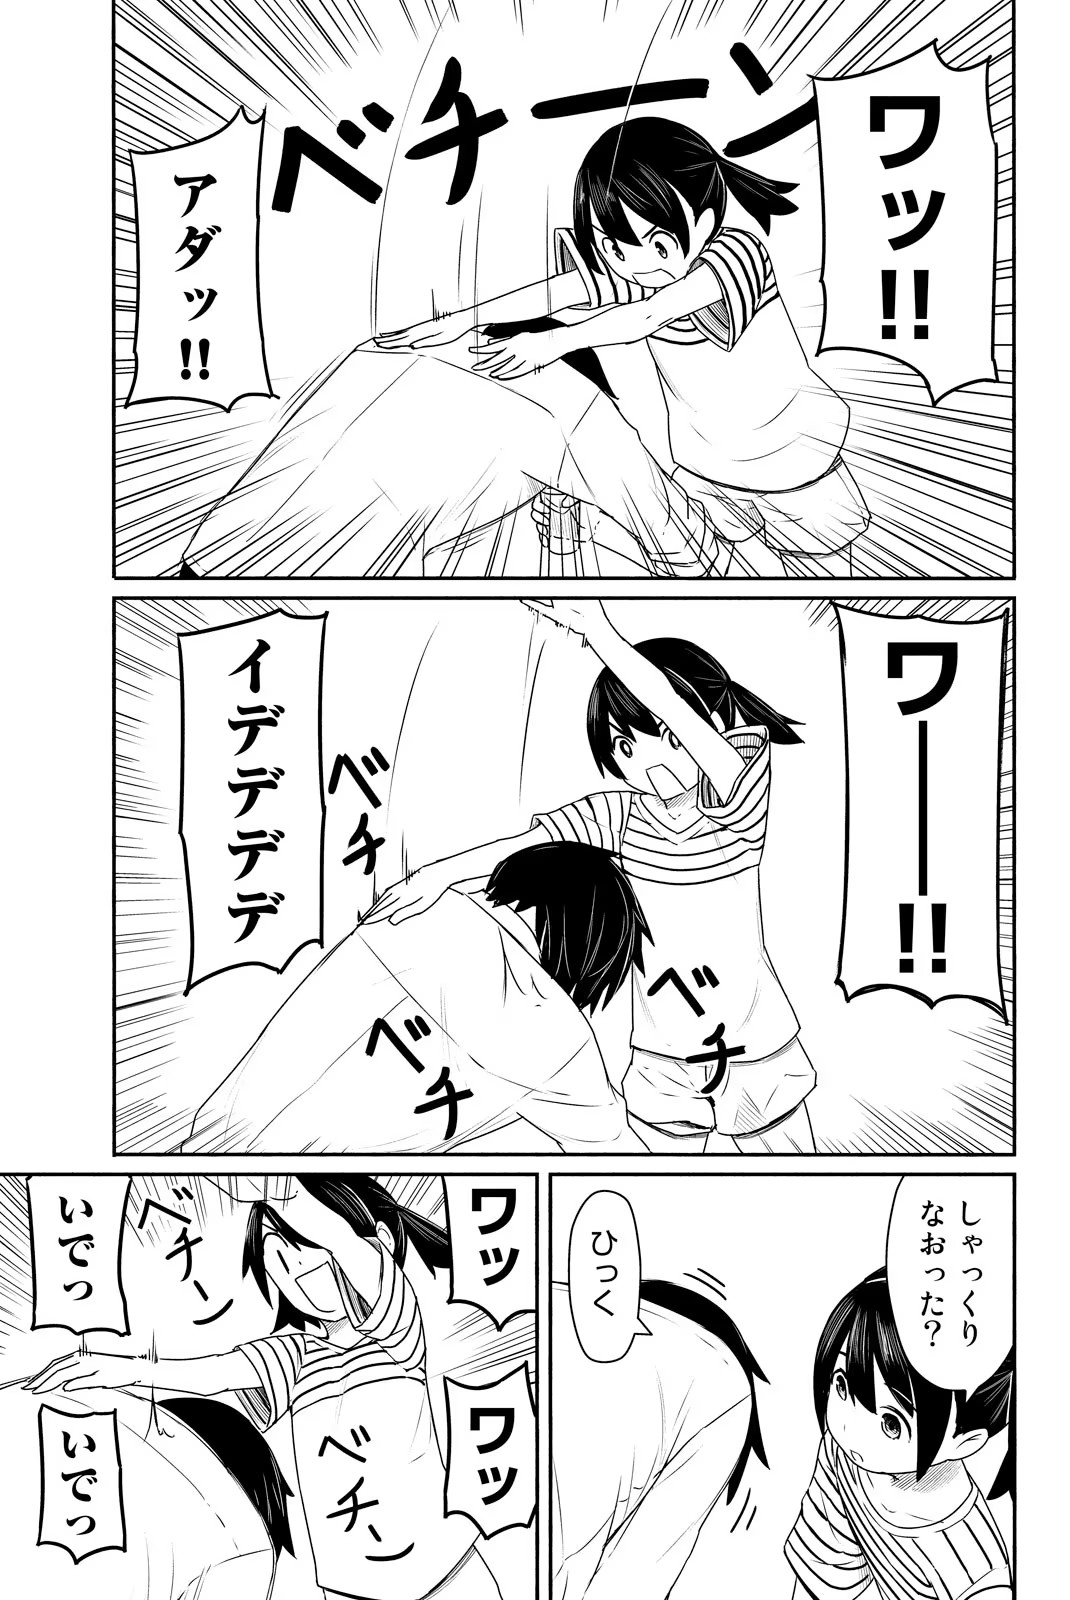 ワッ!!
ベチーン
アダッ!!
ワー!!
イデデデデ
ベチ
ベチ
ベチ
しゃっくり
なおった?
ひっく
ワッ
ベチーン
いでっ
ワッ
ベチーン
いでっ